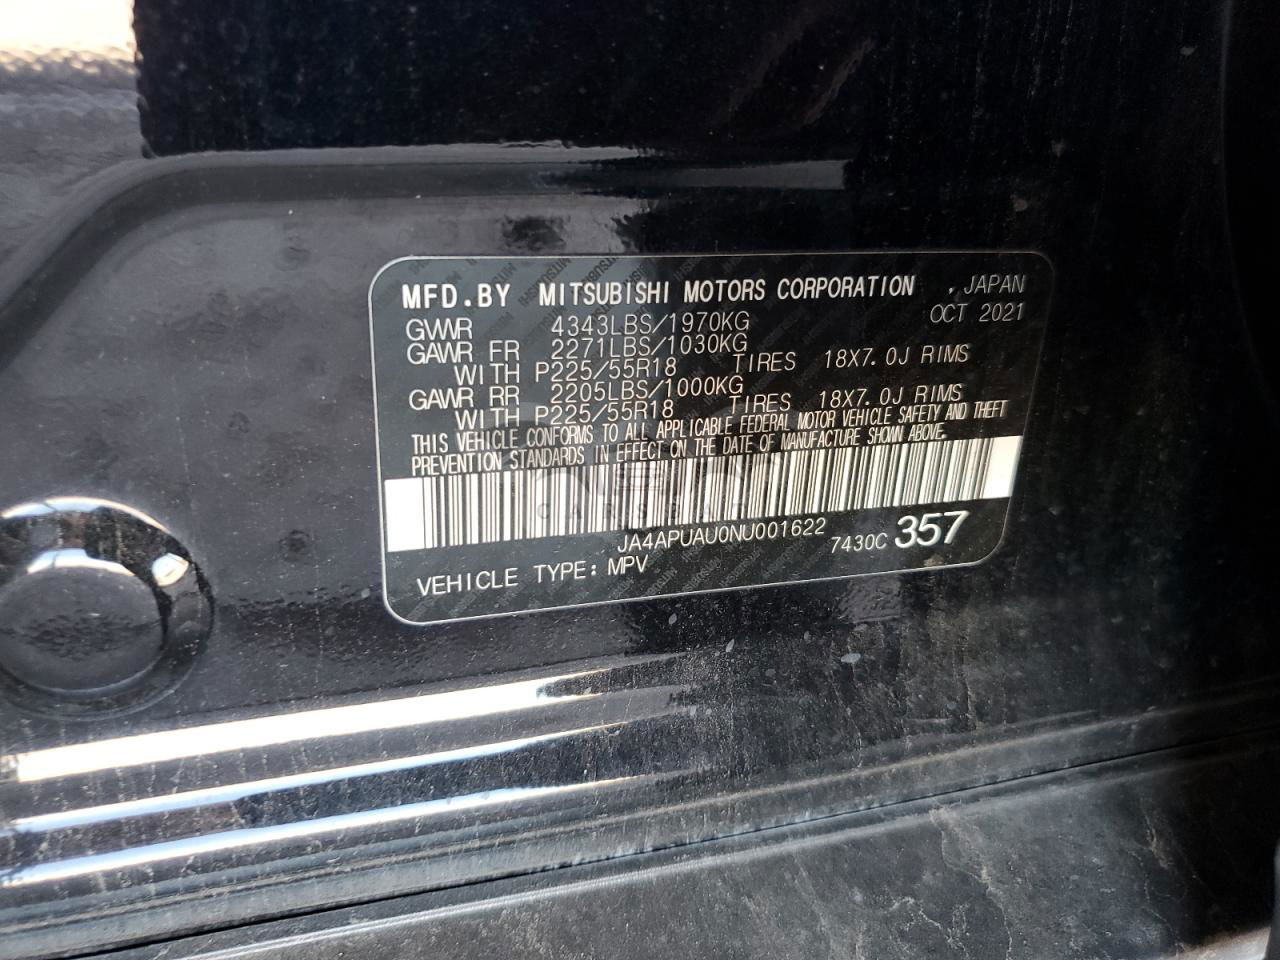 MFD.BY MITSUBISHI MOTORS CORPORATION , JAPAN
OCT 2021
GVWR 4343LBS/1970KG
GAWR FR 2271LBS/1030KG
WITH P225/55R18 TIRES 18X7.0J RIMS
GAWR RR 2205LBS/1000KG
WITH P225/55R18 TIRES 18X7.0J RIMS
THIS VEHICLE CONFORMS TO ALL APPLICABLE FEDERAL MOTOR VEHICLE SAFETY AND THEFT
PREVENTION STANDARDS IN EFFECT ON THE DATE OF MANUFACTURE SHOWN ABOVE.
JA4APUAU0NU001622 7430C 357
VEHICLE TYPE: MPV